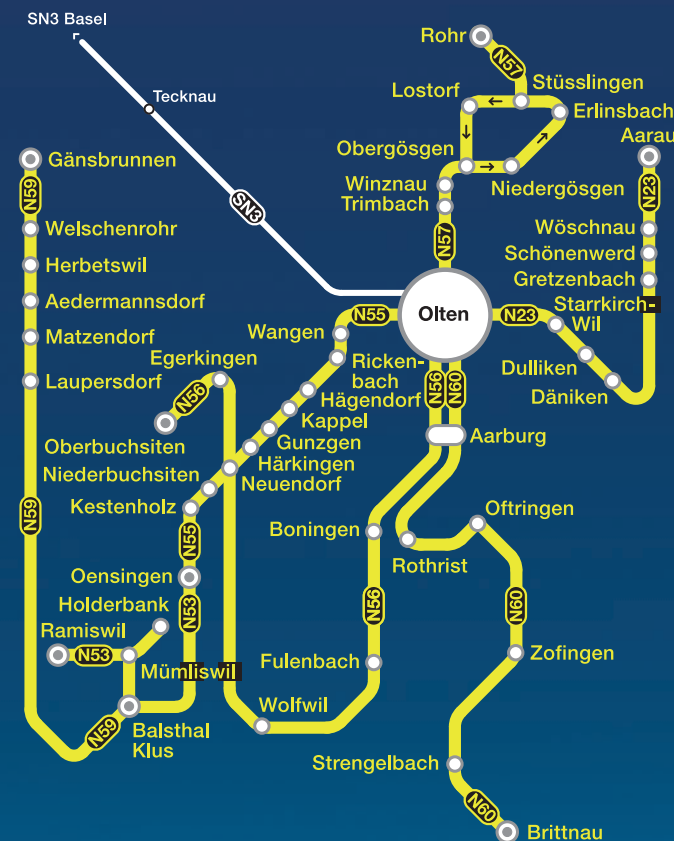 SN3 Basel
Rohr
N57
Tecknau
Lostorf
Stüsslingen
Erlinsbach
Aarau
Gänsbrunnen
Obergösgen
N59
Winznau
Niedergösgen
N23
Trimbach
SN3
Welschenrohr
N57
Wöschnau
Schönenwerd
Herbetswil
Gretzenbach
Aedermannsdorf
Starrkirch-
Wil
N55
Olten
N23
Matzendorf
Wangen
Egerkingen
Ricken-
bach
Dulliken
Laupersdorf
N56
N56
N60
Hägendorf
Däniken
Kappel
Oberbuchsiten
Gunzgen
Aarburg
Härkingen
Niederbuchsiten
Neuendorf
Kestenholz
N59
Boningen
Oftringen
N55
Rothrist
Oensingen
Holderbank
N53
N56
N60
Ramiswil
N53
Mümliswil
Fulenbach
Zofingen
Wolfwil
N59
Balsthal
Klus
Strengelbach
N60
Brittnau